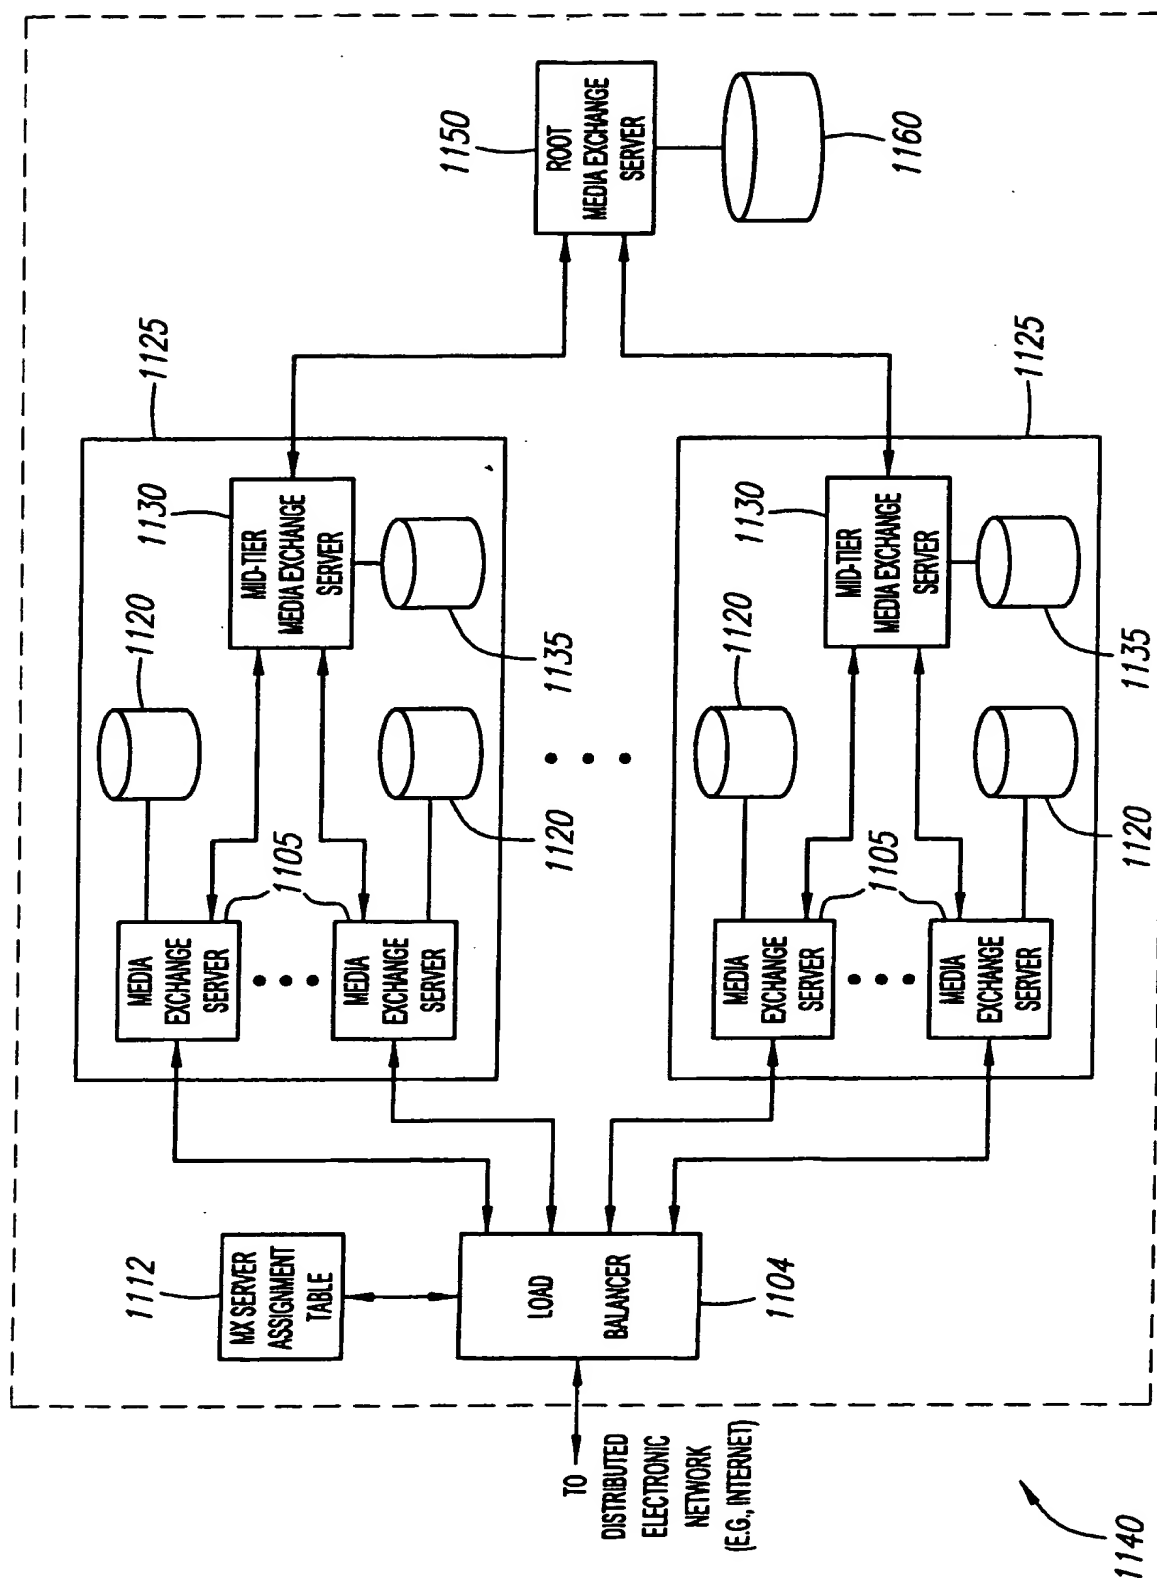 1140
TO
DISTRIBUTED
ELECTRONIC
NETWORK
(E.G., INTERNET)
1112
MX SERVER
ASSIGNMENT
TABLE
LOAD
BALANCER
1104
1125
MEDIA
EXCHANGE
SERVER
1105
MEDIA
EXCHANGE
SERVER
1120
1120
1130
MID-TIER
MEDIA EXCHANGE
SERVER
1135
1125
MEDIA
EXCHANGE
SERVER
1105
MEDIA
EXCHANGE
SERVER
1120
1120
1130
MID-TIER
MEDIA EXCHANGE
SERVER
1135
1150
ROOT
MEDIA EXCHANGE
SERVER
1160